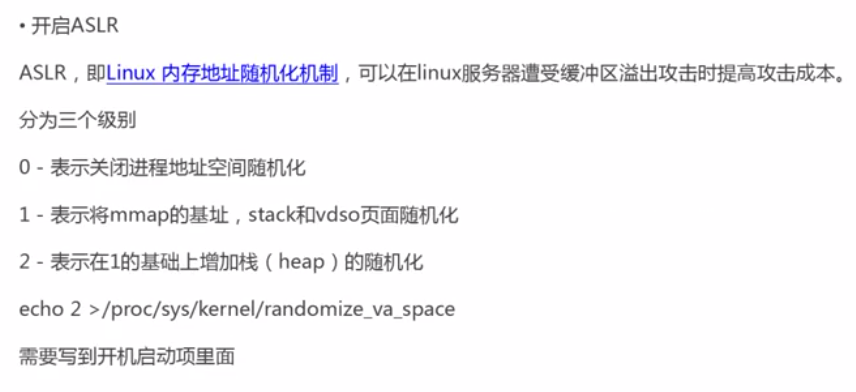 • 开启ASLR
ASLR，即Linux 内存地址随机化机制，可以在linux服务器遭受缓冲区溢出攻击时提高攻击成本。
分为三个级别
0 - 表示关闭进程地址空间随机化
1 - 表示将mmap的基址，stack和vdso页面随机化
2 - 表示在1的基础上增加栈（heap）的随机化
echo 2 >/proc/sys/kernel/randomize_va_space
需要写到开机启动项里面